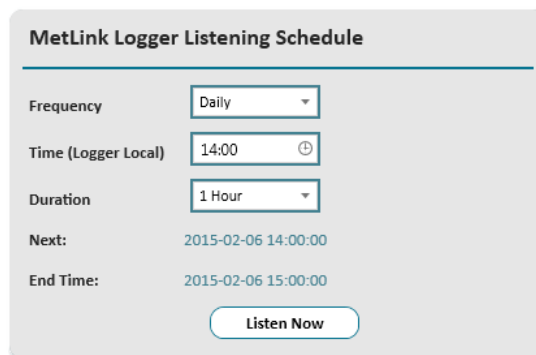 MetLink Logger Listening Schedule
Frequency Daily
Time (Logger Local) 14:00
Duration 1 Hour
Next: 2015-02-06 14:00:00
End Time: 2015-02-06 15:00:00
Listen Now